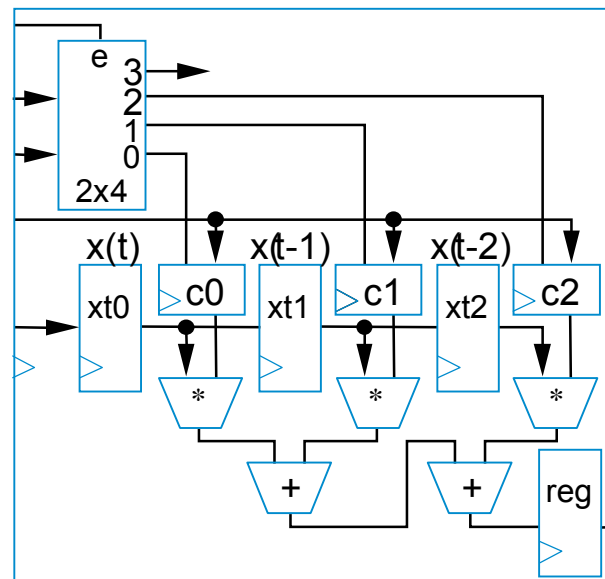 e
3
2
1
0
2x4
x(t) x(t-1) x(t-2)
c0 c1 c2
xt0 xt1 xt2
* * *
+ +
reg